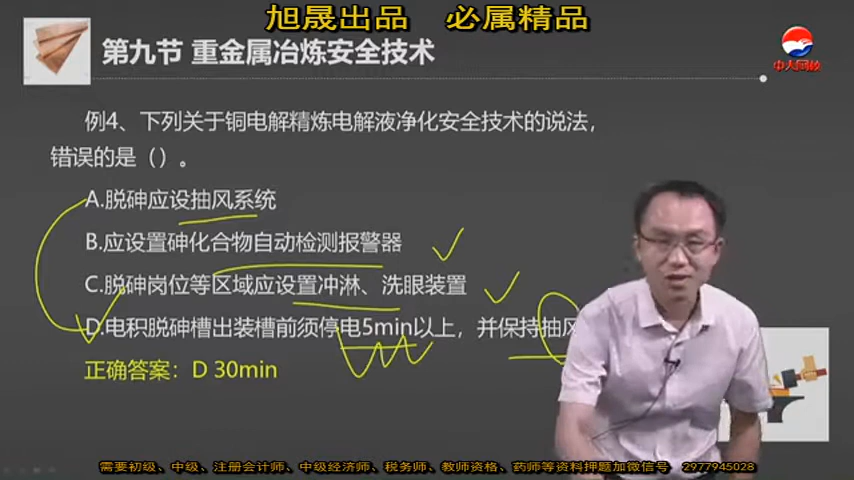 旭晟出品 必属精品
第九节 重金属冶炼安全技术
中大网校
例4、下列关于铜电解精炼电解液净化安全技术的说法，
错误的是（）。
A.脱砷应设抽风系统
B.应设置砷化合物自动检测报警器
C.脱砷岗位等区域应设置冲淋、洗眼装置
D.电积脱砷槽出装槽前须停电5min以上，并保持抽风
正确答案：D 30min
需要初级、中级、注册会计师、中级经济师、税务师、教师资格、药师等资料押题加微信号 2977945028